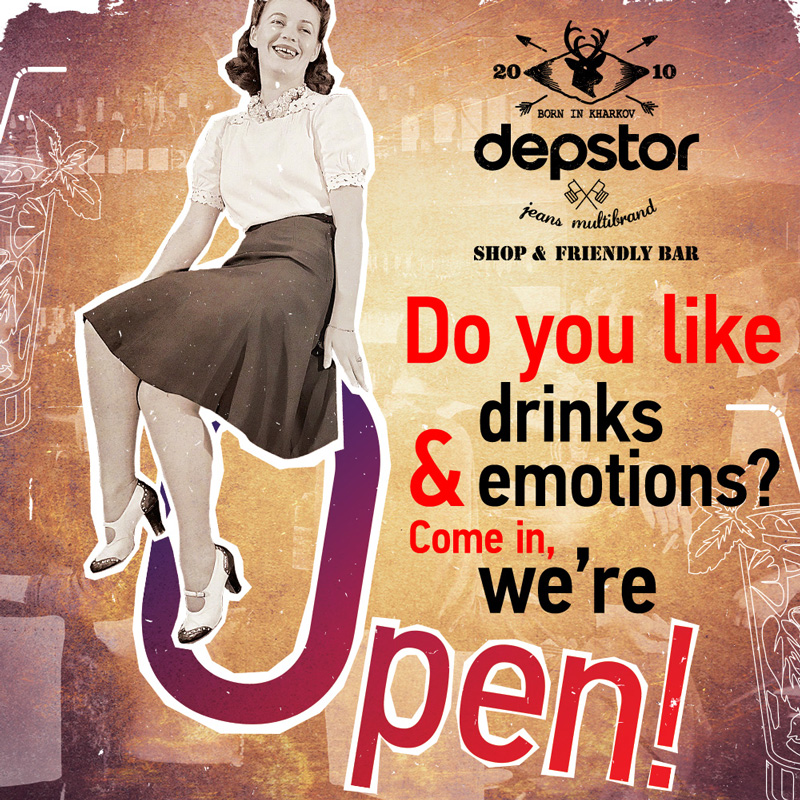 20 10
BORN IN KHARKOV
depstor
jeans multibrand
SHOP & FRIENDLY BAR
Do you like
drinks
& emotions?
Come in,
we're
Open!